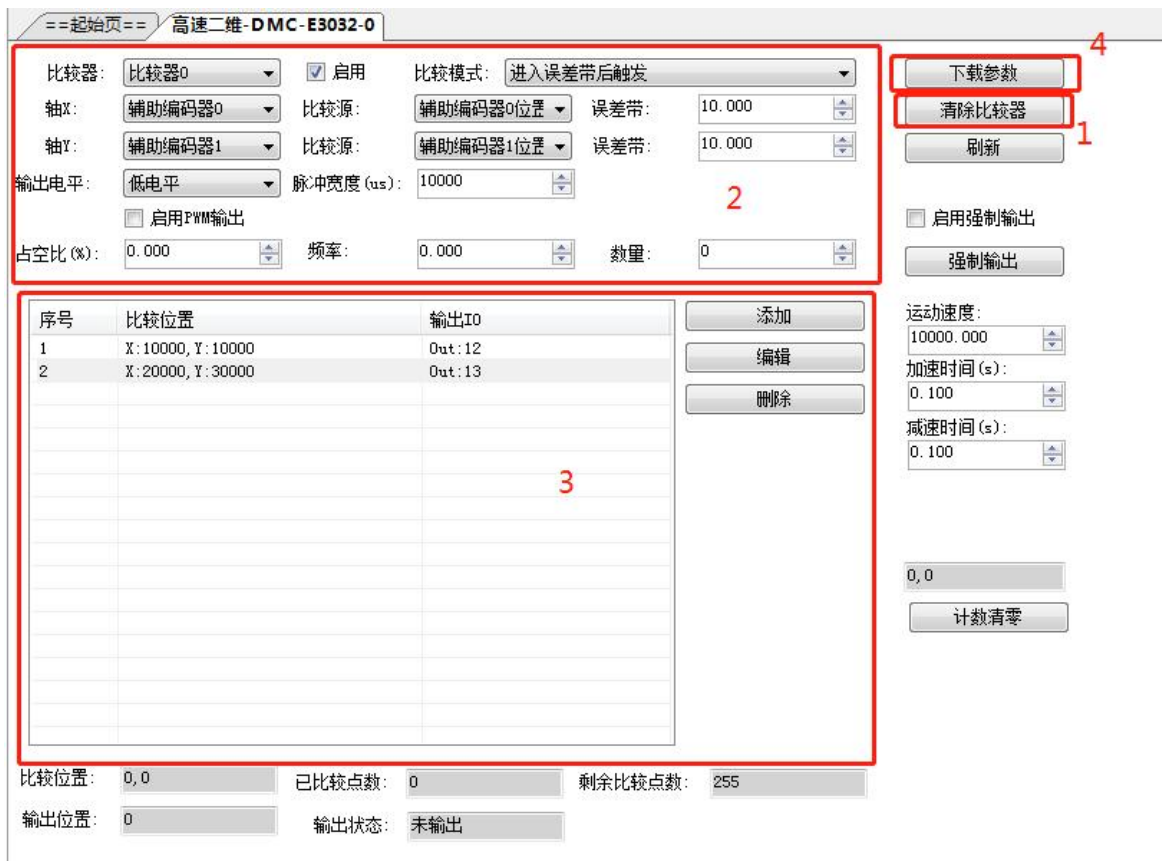 ==起始页==  高速二维-DMC-E3032-0
4
比较器: 比较器0 启用 比较模式: 进入误差带后触发 下载参数
轴X: 辅助编码器0 比较源: 辅助编码器0位置 误差带: 10.000 清除比较器
1
轴Y: 辅助编码器1 比较源: 辅助编码器1位置 误差带: 10.000 刷新
输出电平: 低电平 脉冲宽度(us): 10000
2
启用PWM输出 启用强制输出
占空比(%): 0.000 频率: 0.000 数量: 0 强制输出
序号 比较位置 输出IO 添加 运动速度:
1 X:10000,Y:10000 Out:12 编辑 10000.000
2 X:20000,Y:30000 Out:13 加速时间(s):
删除 0.100
减速时间(s):
0.100
3
0,0
计数清零
比较位置: 0,0 已比较点数: 0 剩余比较点数: 255
输出位置: 0 输出状态: 未输出